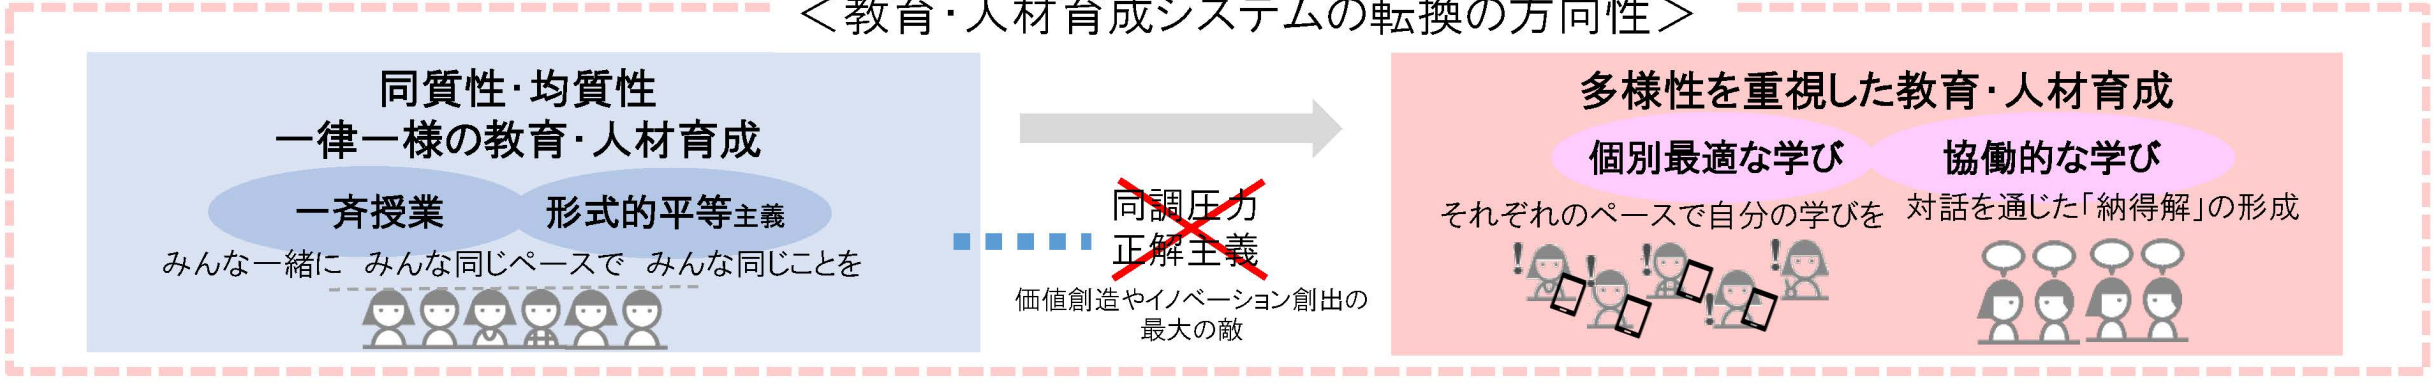 ＜教育・人材育成システムの転換の方向性＞
同質性・均質性
一律一様の教育・人材育成
一斉授業
形式的平等主義
みんな一緒に みんな同じペースで みんな同じことを
同調圧力
正解主義
価値創造やイノベーション創出の
最大の敵
多様性を重視した教育・人材育成
個別最適な学び
協働的な学び
それぞれのペースで自分の学びを
対話を通じた「納得解」の形成